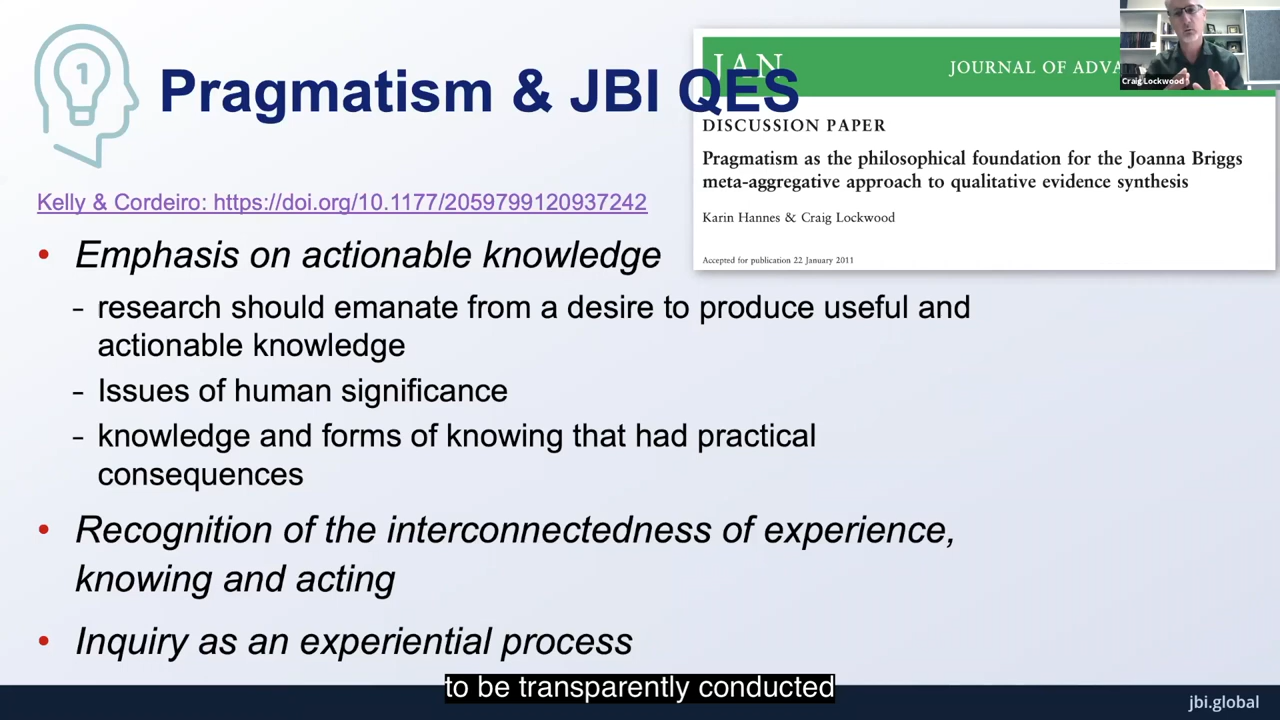 Pragmatism & JBI QES
JAN
JOURNAL OF ADVA
Craig Lockwood
DISCUSSION PAPER
Pragmatism as the philosophical foundation for the Joanna Briggs
meta-aggregative approach to qualitative evidence synthesis
Karin Hannes & Craig Lockwood
Accepted for publication 22 January 2011
Kelly & Cordeiro: https://doi.org/10.1177/2059799120937242
• Emphasis on actionable knowledge
- research should emanate from a desire to produce useful and
actionable knowledge
- Issues of human significance
- knowledge and forms of knowing that had practical
consequences
• Recognition of the interconnectedness of experience,
knowing and acting
• Inquiry as an experiential process
to be transparently conducted
jbi.global
1